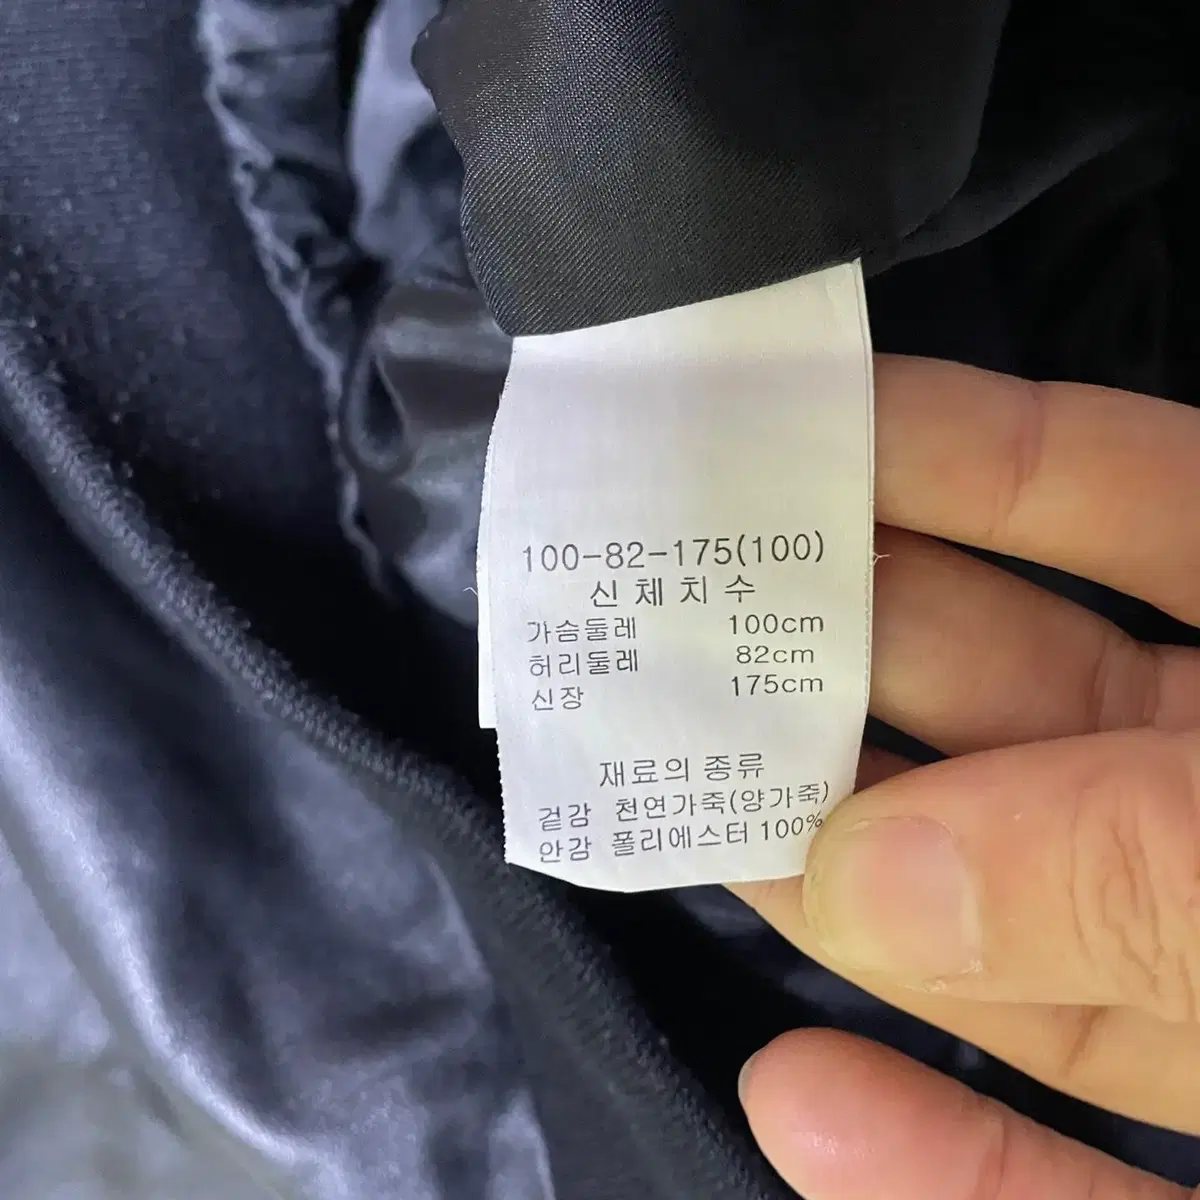 100-82-175(100)
신체치수
가슴둘레 100cm
허리둘레 82cm
신장 175cm
재료의 종류
겉감 천연가죽(양가죽)
안감 폴리에스터 100%